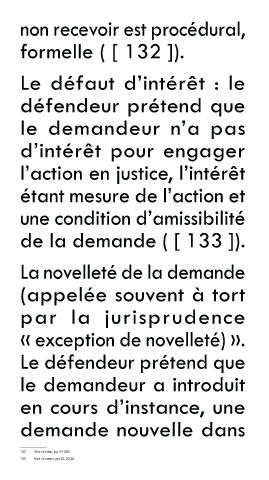 non recevoir est procédural,
formelle ( [ 132 ]).
Le défaut d’intérêt : le
défendeur prétend que
le demandeur n’a pas
d’intérêt pour engager
l’action en justice, l’intérêt
étant mesure de l’action et
une condition d’amissibilité
de la demande ( [ 133 ]).
La novelleté de la demande
(appelée souvent à tort
par la jurisprudence
« exception de novelleté) ».
Le défendeur prétend que
le demandeur a introduit
en cours d’instance, une
demande nouvelle dans
132
133